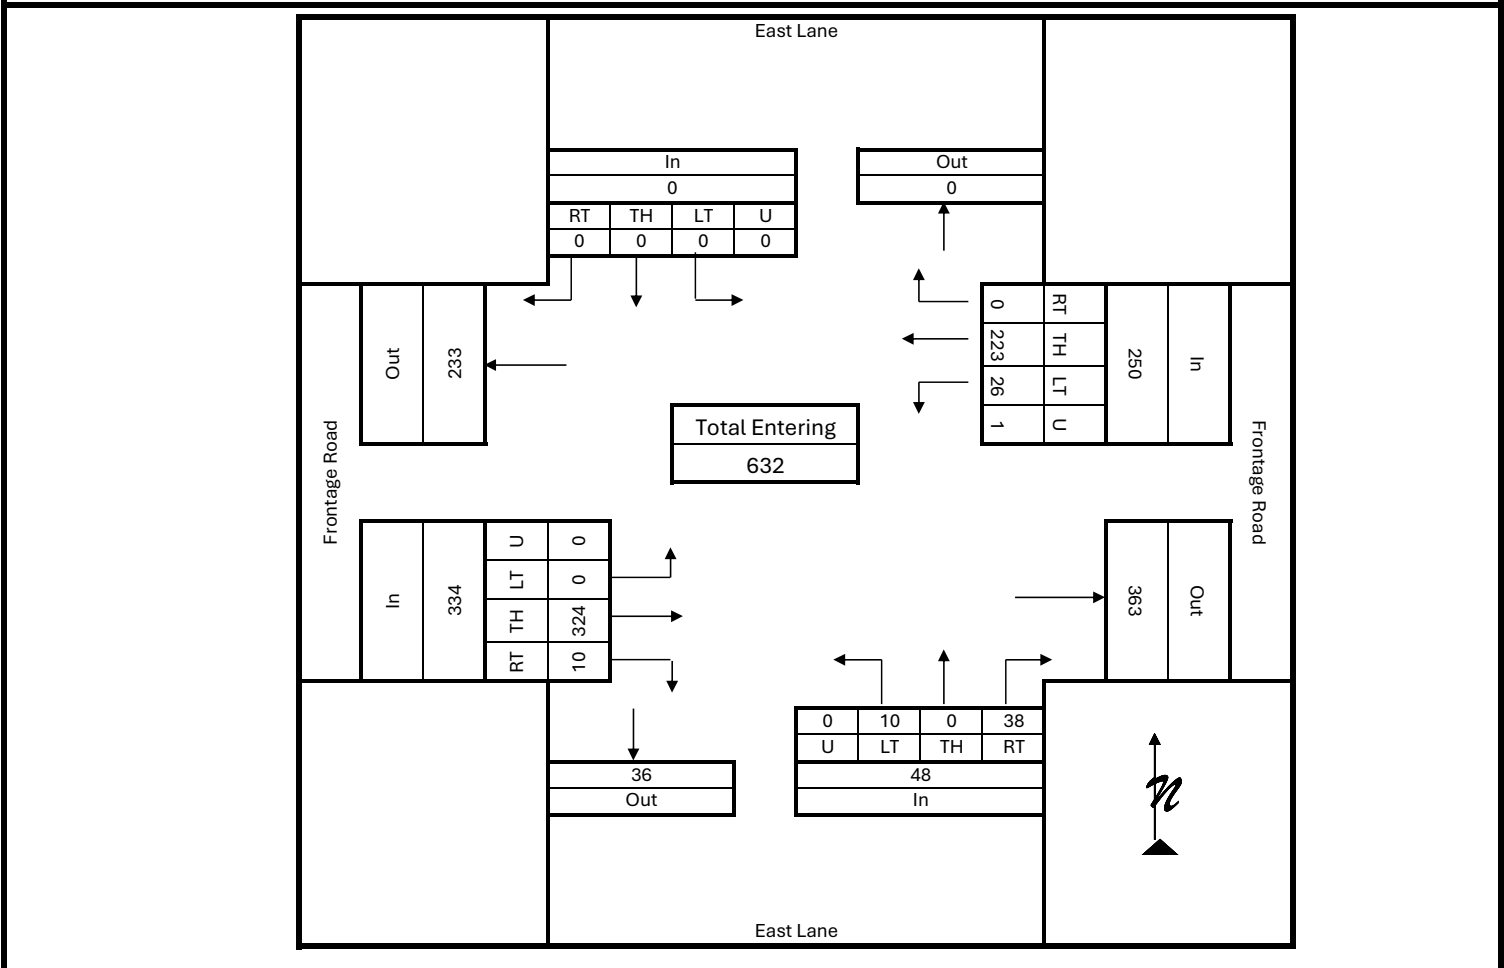 East Lane
In
0
RT TH LT U
0 0 0 0
Out
0
Out
233
0 RT
223 TH
26 LT
1 U
250
In
Total Entering
632
Frontage Road
Frontage Road
In
334
U 0
LT 0
TH 324
RT 10
363
Out
0 10 0 38
U LT TH RT
48
In
36
Out
N
East Lane